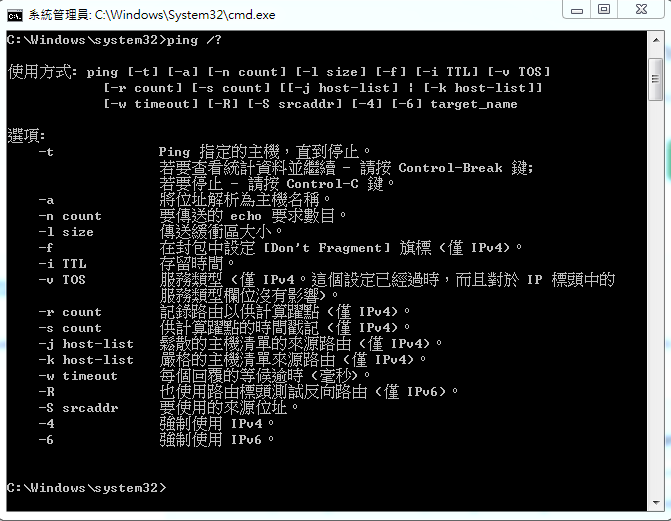 系統管理員: C:\Windows\System32\cmd.exe
C:\Windows\system32>ping /?
使用方式: ping [-t] [-a] [-n count] [-l size] [-f] [-i TTL] [-v TOS]
[-r count] [-s count] [[-j host-list] ¦ [-k host-list]]
[-w timeout] [-R] [-S srcaddr] [-4] [-6] target_name
選項:
-t Ping 指定的主機，直到停止。
若要查看統計資料並繼續 - 請按 Control-Break 鍵;
若要停止 - 請按 Control-C 鍵。
-a 將位址解析為主機名稱。
-n count 要傳送的 echo 要求數目。
-l size 傳送緩衝區大小。
-f 在封包中設定 [Don't Fragment] 旗標 (僅 IPv4)。
-i TTL 存留時間。
-v TOS 服務類型 (僅 IPv4。這個設定已經過時，而且對於 IP 標頭中的
服務類型欄位沒有影響)。
-r count 記錄路由以供計算躍點 (僅 IPv4)。
-s count 供計算躍點的時間戳記 (僅 IPv4)。
-j host-list 鬆散的主機清單的來源路由 (僅 IPv4)。
-k host-list 嚴格的主機清單來源路由 (僅 IPv4)。
-w timeout 每個回覆的等候逾時 (毫秒)。
-R 也使用路由標頭測試反向路由 (僅 IPv6)。
-S srcaddr 要使用的來源位址。
-4 強制使用 IPv4。
-6 強制使用 IPv6。
C:\Windows\system32>